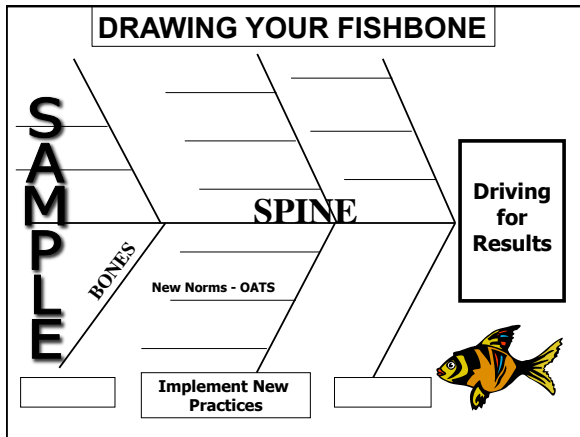 DRAWING YOUR FISHBONE
SAMPLE
SPINE
Driving
for
Results
BONES
New Norms - OATS
Implement New
Practices